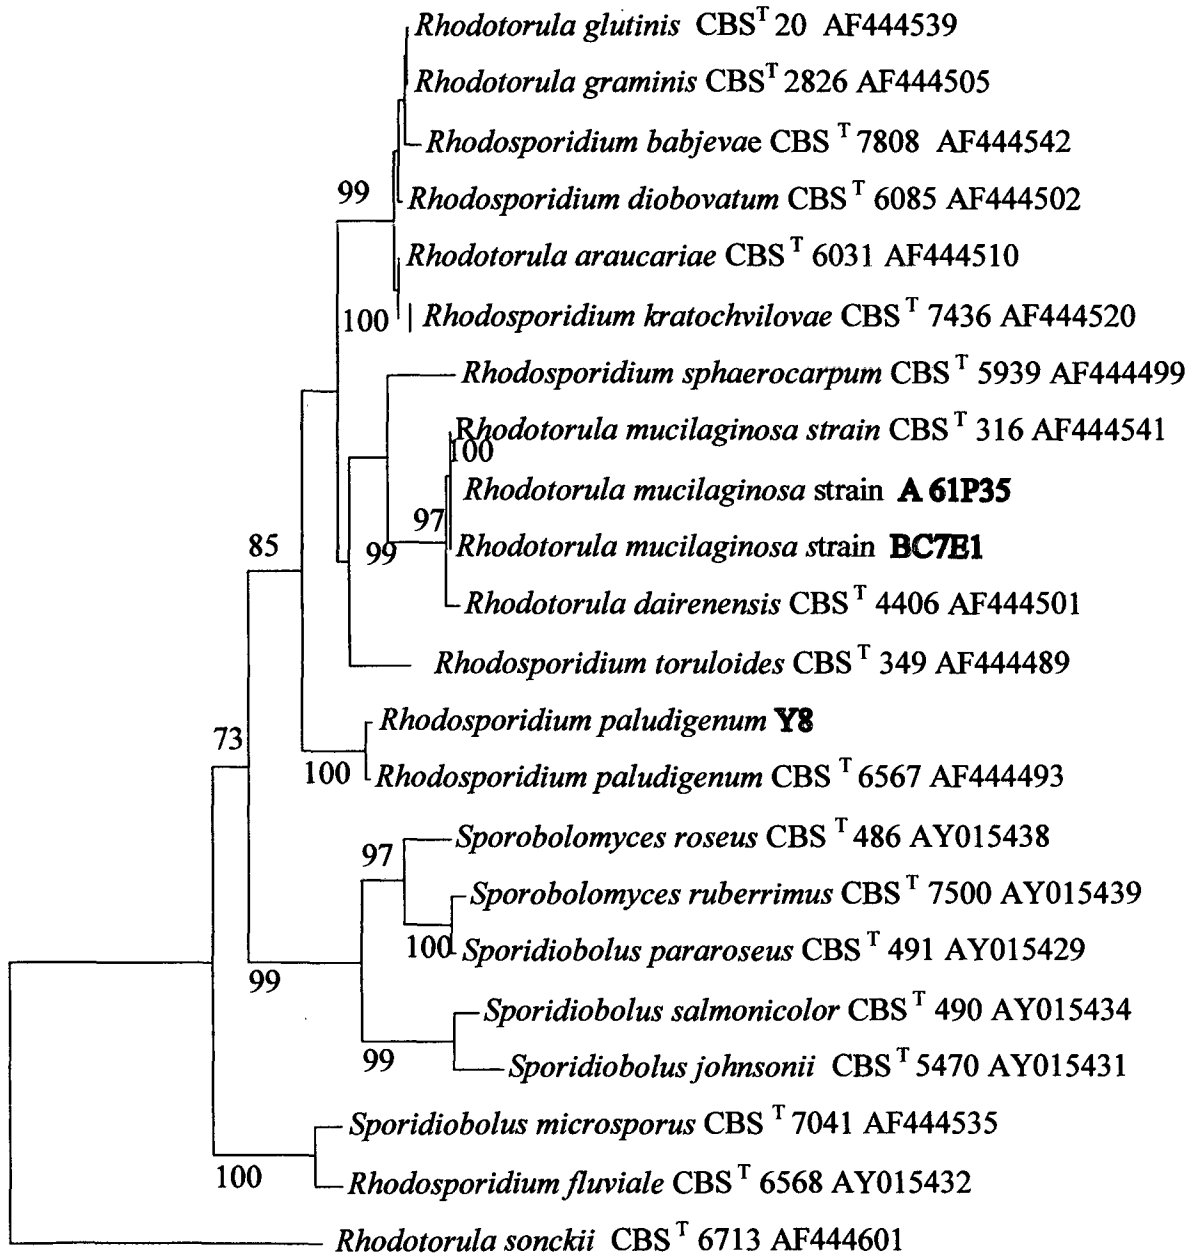 Rhodotorula glutinis CBS T 20 AF444539
Rhodotorula graminis CBS T 2826 AF444505
Rhodosporidium babjevae CBS T 7808 AF444542
99
Rhodosporidium diobovatum CBS T 6085 AF444502
Rhodotorula araucariae CBS T 6031 AF444510
100
Rhodosporidium kratochvilovae CBS T 7436 AF444520
Rhodosporidium sphaerocarpum CBS T 5939 AF444499
Rhodotorula mucilaginosa strain CBS T 316 AF444541
100
Rhodotorula mucilaginosa strain A 61P35
97
85
99
Rhodotorula mucilaginosa strain BC7E1
Rhodotorula dairenensis CBS T 4406 AF444501
Rhodosporidium toruloides CBS T 349 AF444489
Rhodosporidium paludigenum Y8
73
100
Rhodosporidium paludigenum CBS T 6567 AF444493
Sporobolomyces roseus CBS T 486 AY015438
97
Sporobolomyces ruberrimus CBS T 7500 AY015439
100
Sporidiobolus pararoseus CBS T 491 AY015429
99
Sporidiobolus salmonicolor CBS T 490 AY015434
99
Sporidiobolus johnsonii CBS T 5470 AY015431
Sporidiobolus microsporus CBS T 7041 AF444535
100
Rhodosporidium fluviale CBS T 6568 AY015432
Rhodotorula sonckii CBS T 6713 AF444601